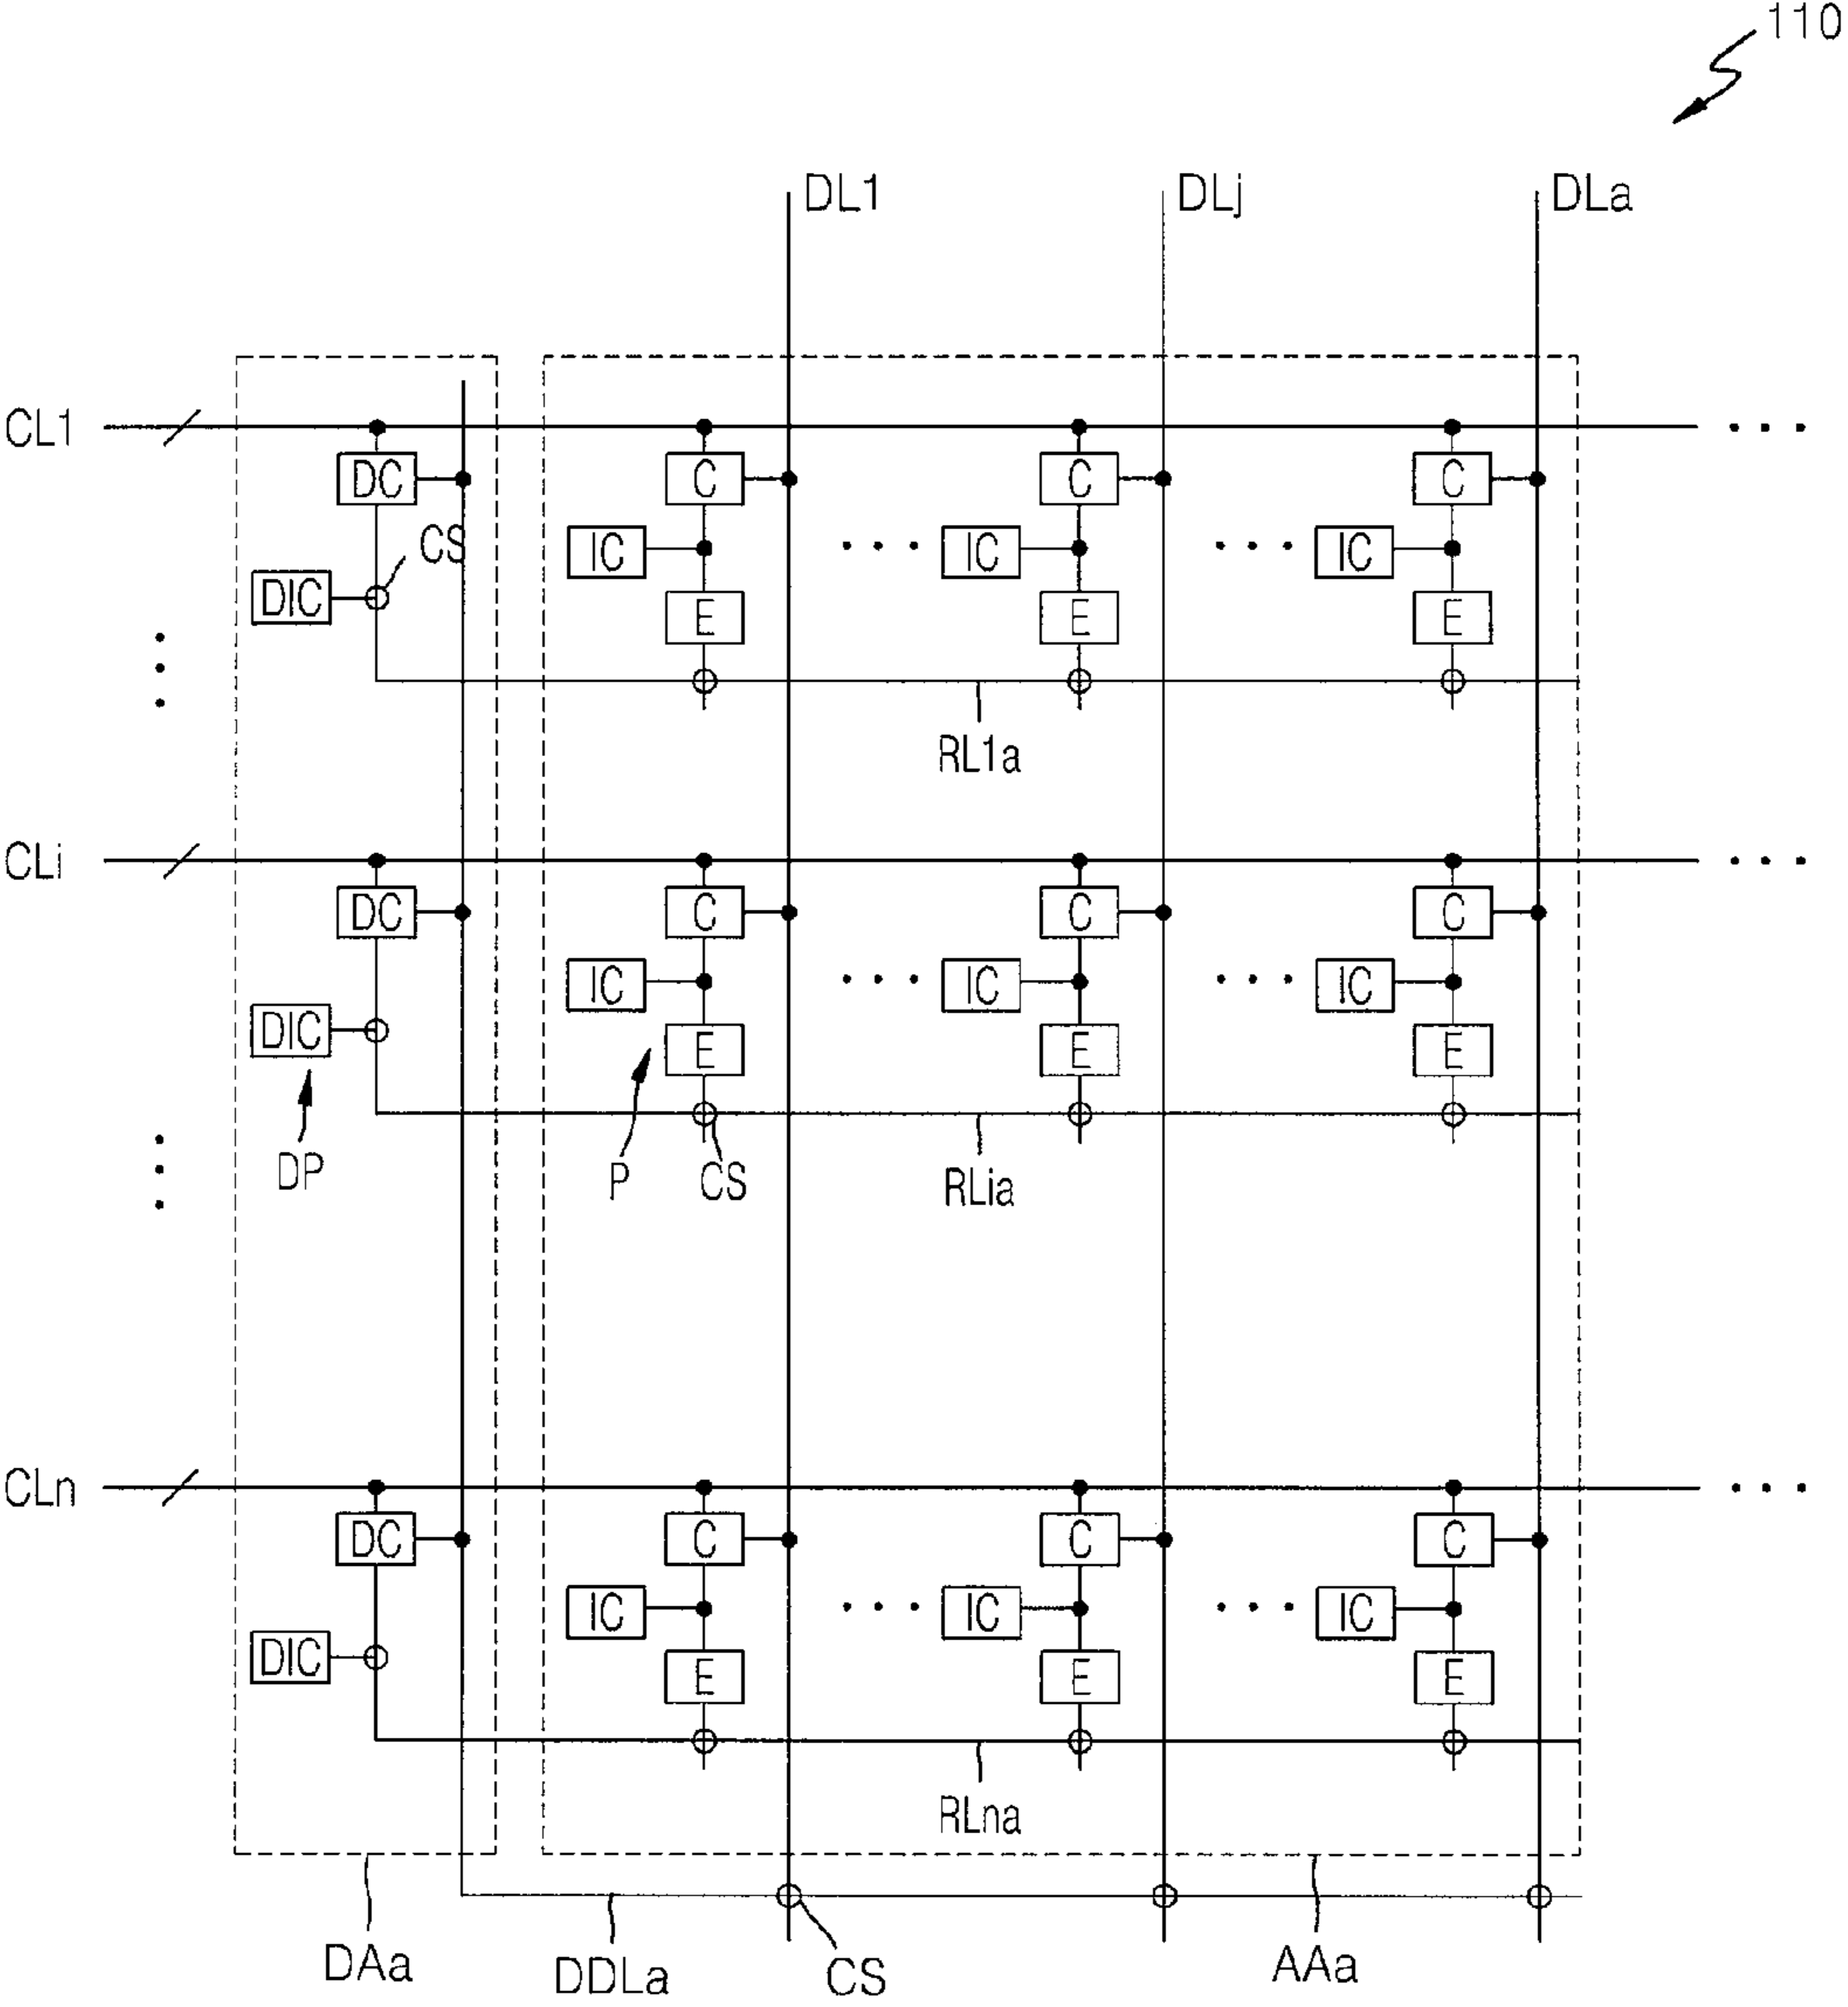 110
DL1 DLj DLa
CL1
DC C C C
CS
IC ... IC ... IC
DIC E E E
RL1a
CLi
DC C C C
IC ... IC ... IC
DIC E E E
DP P CS RLia
CLn
DC C C C
IC ... IC ... IC
DIC E E E
RLna
DAa DDLa CS AAa